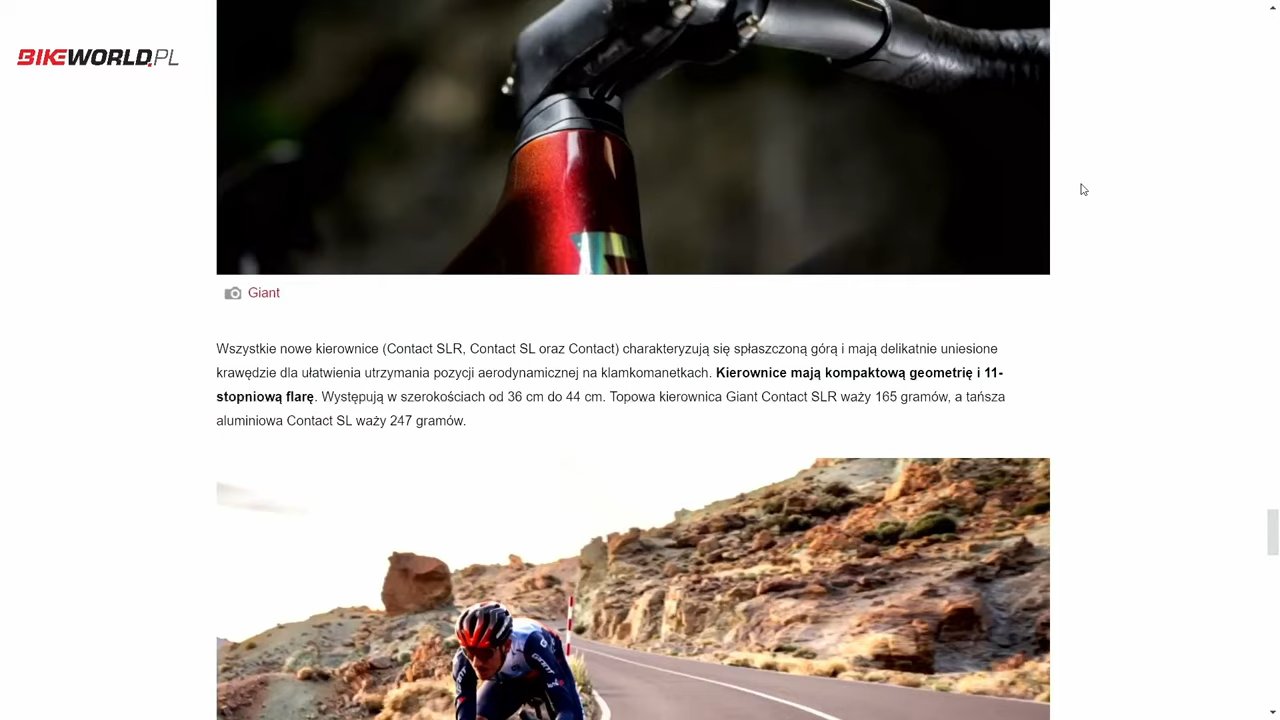 BIKEWORLD.PL
Giant
Wszystkie nowe kierownice (Contact SLR, Contact SL oraz Contact) charakteryzują się spłaszczoną górą i mają delikatnie uniesione
krawędzie dla ułatwienia utrzymania pozycji aerodynamicznej na klamkomanetkach. Kierownice mają kompaktową geometrię i 11-
stopniową flarę. Występują w szerokościach od 36 cm do 44 cm. Topowa kierownica Giant Contact SLR waży 165 gramów, a tańsza
aluminiowa Contact SL waży 247 gramów.
GIANT